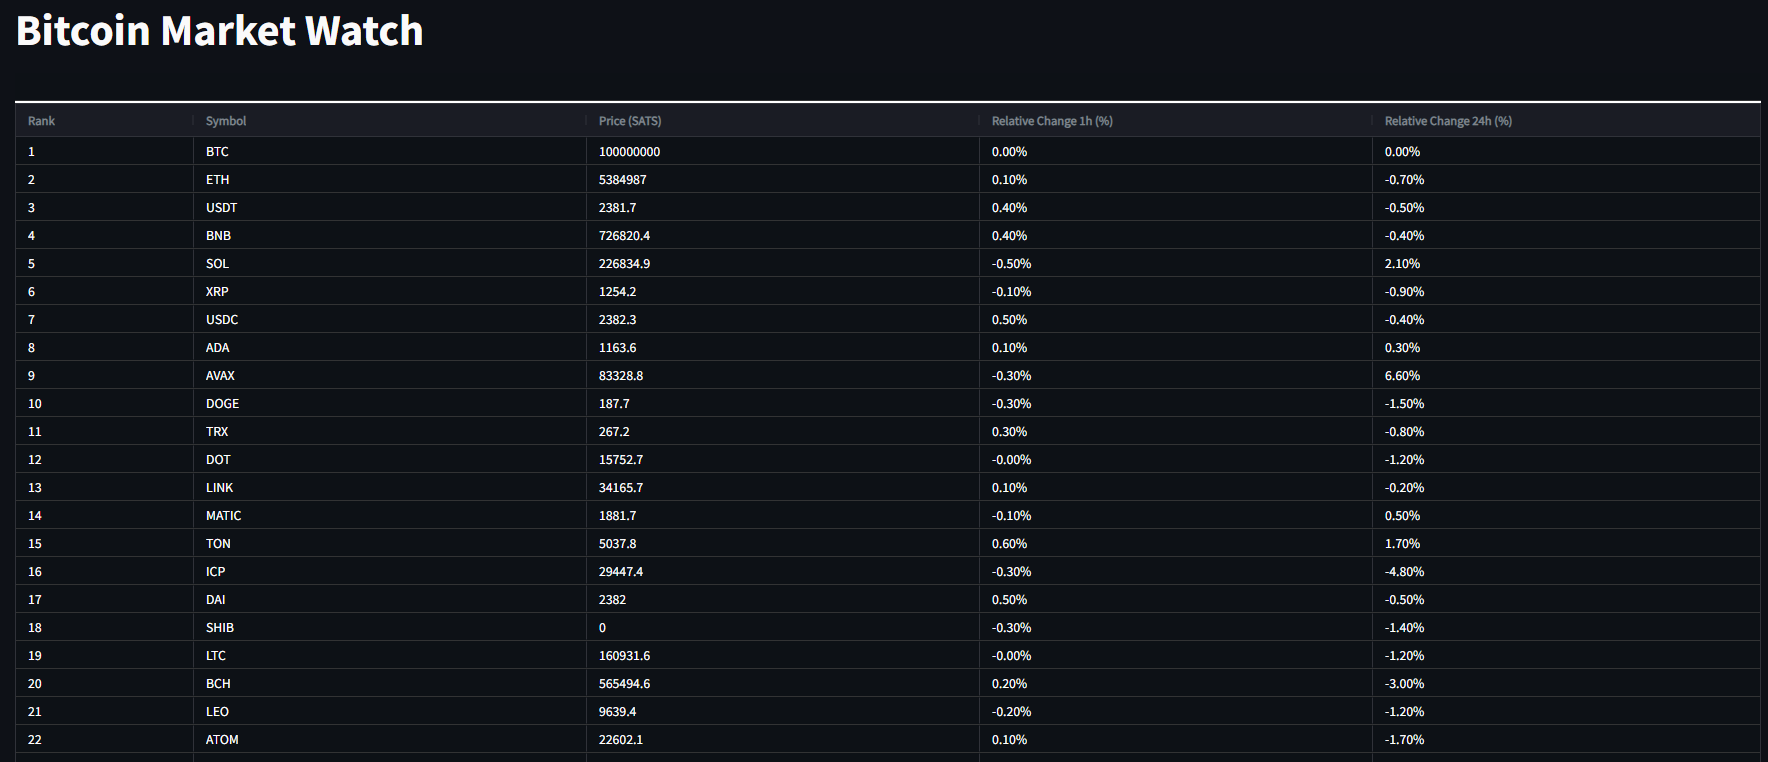 Bitcoin Market Watch
Rank Symbol Price (SATS) Relative Change 1h (%) Relative Change 24h (%)
1 BTC 100000000 0.00% 0.00%
2 ETH 5384987 0.10% -0.70%
3 USDT 2381.7 0.40% -0.50%
4 BNB 726820.4 0.40% -0.40%
5 SOL 226834.9 -0.50% 2.10%
6 XRP 1254.2 -0.10% -0.90%
7 USDC 2382.3 0.50% -0.40%
8 ADA 1163.6 0.10% 0.30%
9 AVAX 83328.8 -0.30% 6.60%
10 DOGE 187.7 -0.30% -1.50%
11 TRX 267.2 0.30% -0.80%
12 DOT 15752.7 -0.00% -1.20%
13 LINK 34165.7 0.10% -0.20%
14 MATIC 1881.7 -0.10% 0.50%
15 TON 5037.8 0.60% 1.70%
16 ICP 29447.4 -0.30% -4.80%
17 DAI 2382 0.50% -0.50%
18 SHIB 0 -0.30% -1.40%
19 LTC 160931.6 -0.00% -1.20%
20 BCH 565494.6 0.20% -3.00%
21 LEO 9639.4 -0.20% -1.20%
22 ATOM 22602.1 0.10% -1.70%